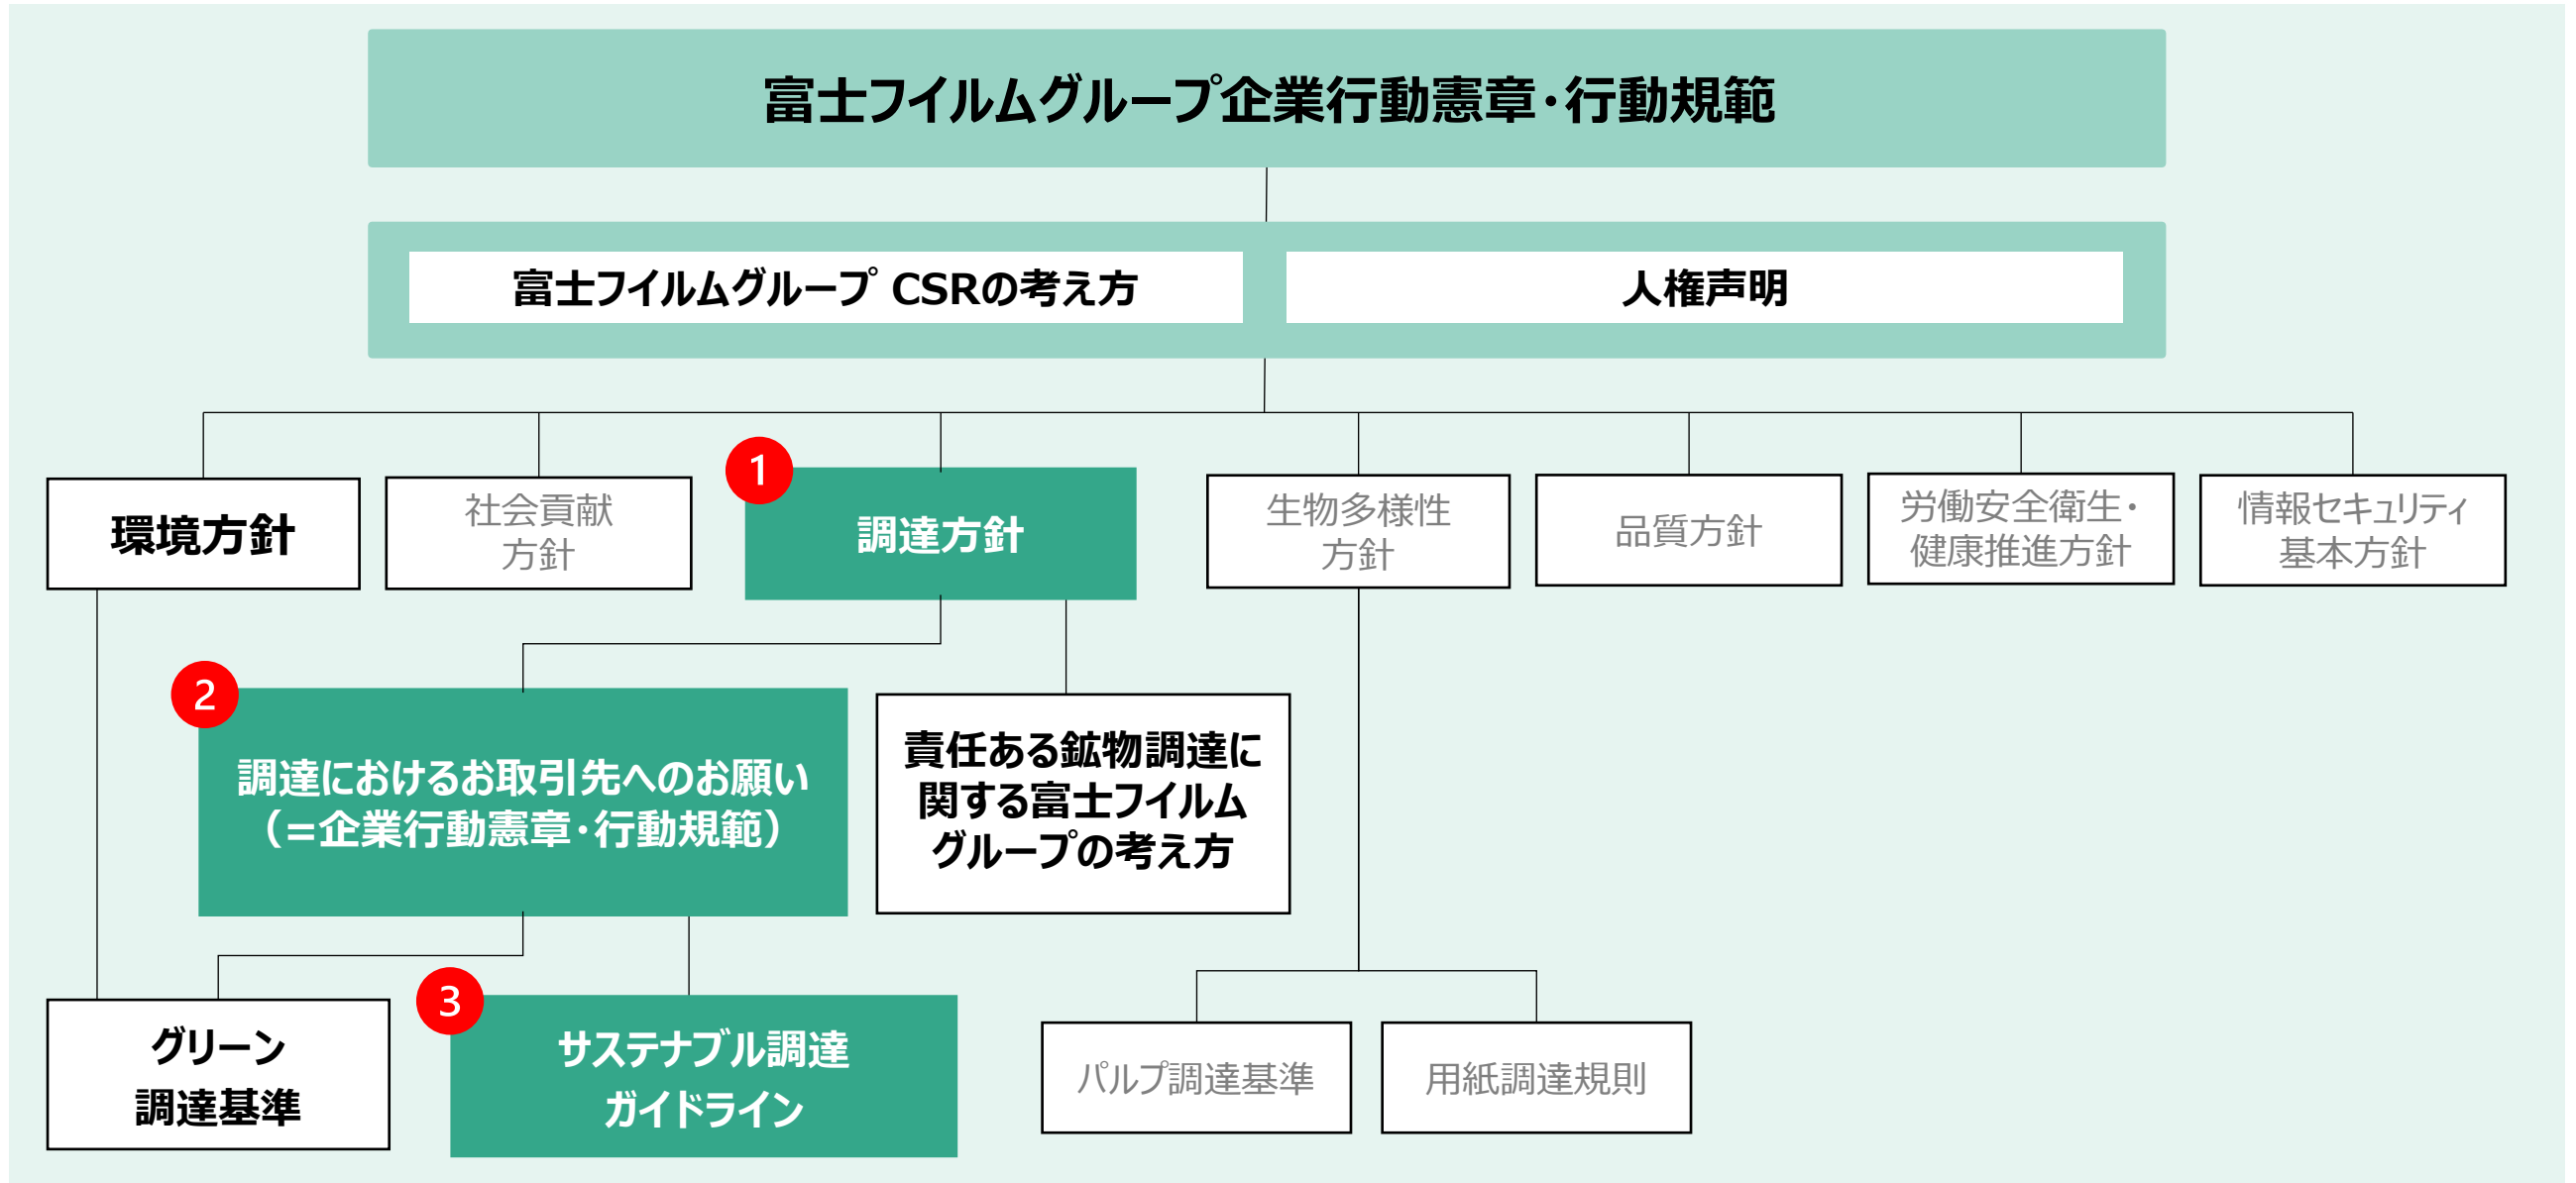 富士フイルムグループ企業行動憲章・行動規範
富士フイルムグループ CSRの考え方
人権声明
環境方針
社会貢献
方針
1
調達方針
生物多様性
方針
品質方針
労働安全衛生・
健康推進方針
情報セキュリティ
基本方針
2
調達におけるお取引先へのお願い
（=企業行動憲章・行動規範）
責任ある鉱物調達に
関する富士フイルム
グループの考え方
グリーン
調達基準
3
サステナブル調達
ガイドライン
パルプ調達基準
用紙調達規則